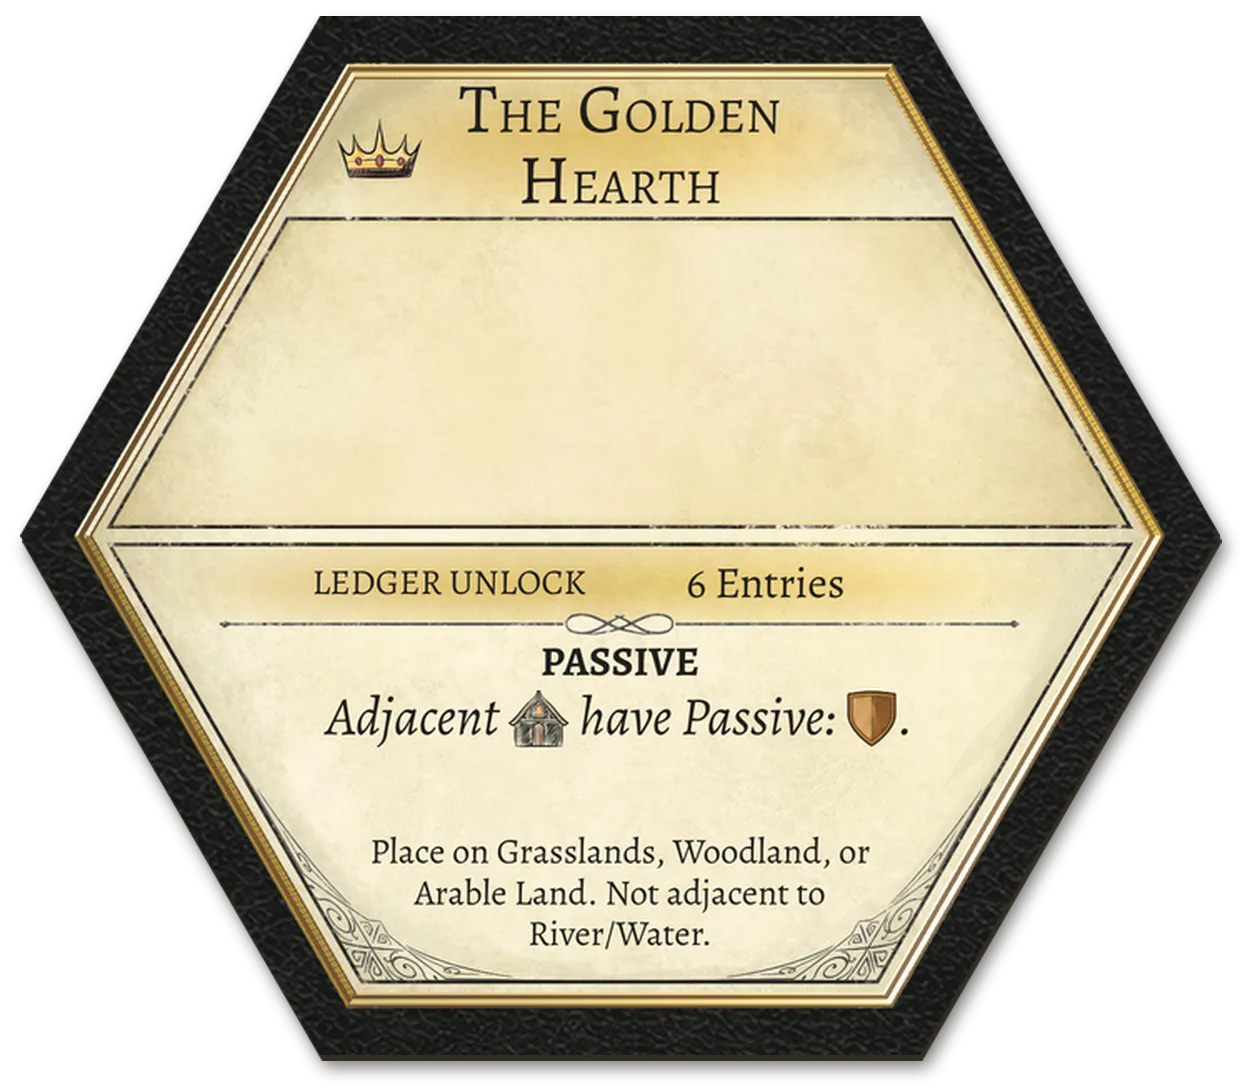 The Golden
Hearth
LEDGER UNLOCK 6 Entries
PASSIVE
Adjacent have Passive: .
Place on Grasslands, Woodland, or
Arable Land. Not adjacent to
River/Water.